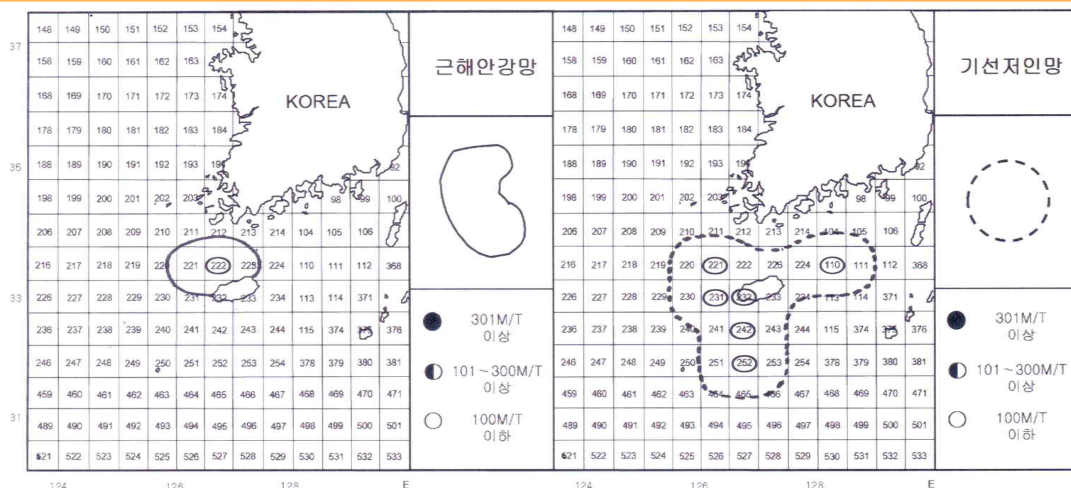 148 149 150 151 152 153 154
37
158 159 160 161 162 163
168 169 170 171 172 173 174
KOREA
178 179 180 181 182 183 184
35
188 189 190 191 192 193 92
198 199 200 201 202 203 98 99 100
206 207 208 209 210 211 212 213 214 104 105 106
216 217 218 219 220 221 222 223 224 110 111 112 368
33
226 227 228 229 230 231 232 233 234 113 114 371
236 237 238 239 240 241 242 243 244 115 374 375 376
246 247 248 249 250 251 252 253 254 378 379 380 381
459 460 461 462 463 464 465 466 467 468 469 470 471
31
489 490 491 492 493 494 495 496 497 498 499 500 501
521 522 523 524 525 526 527 528 529 530 531 532 533
124 126 128 E
근해안강망
301M/T
이상
101~300M/T
이상
100M/T
이하
148 149 150 151 152 153 154
158 159 160 161 162 163
168 169 170 171 172 173 174
KOREA
178 179 180 181 182 183 184
188 189 190 191 192 193 92
198 199 200 201 202 203 98 99 100
206 207 208 209 210 211 212 213 214 104 105 106
216 217 218 219 220 221 222 223 224 110 111 112 368
226 227 228 229 230 231 232 233 234 113 114 371
236 237 238 239 240 241 242 243 244 115 374 375 376
246 247 248 249 250 251 252 253 254 378 379 380 381
459 460 461 462 463 464 465 466 467 468 469 470 471
489 490 491 492 493 494 495 496 497 498 499 500 501
521 522 523 524 525 526 527 528 529 530 531 532 533
124 126 128 E
기선저인망
301M/T
이상
101~300M/T
이상
100M/T
이하